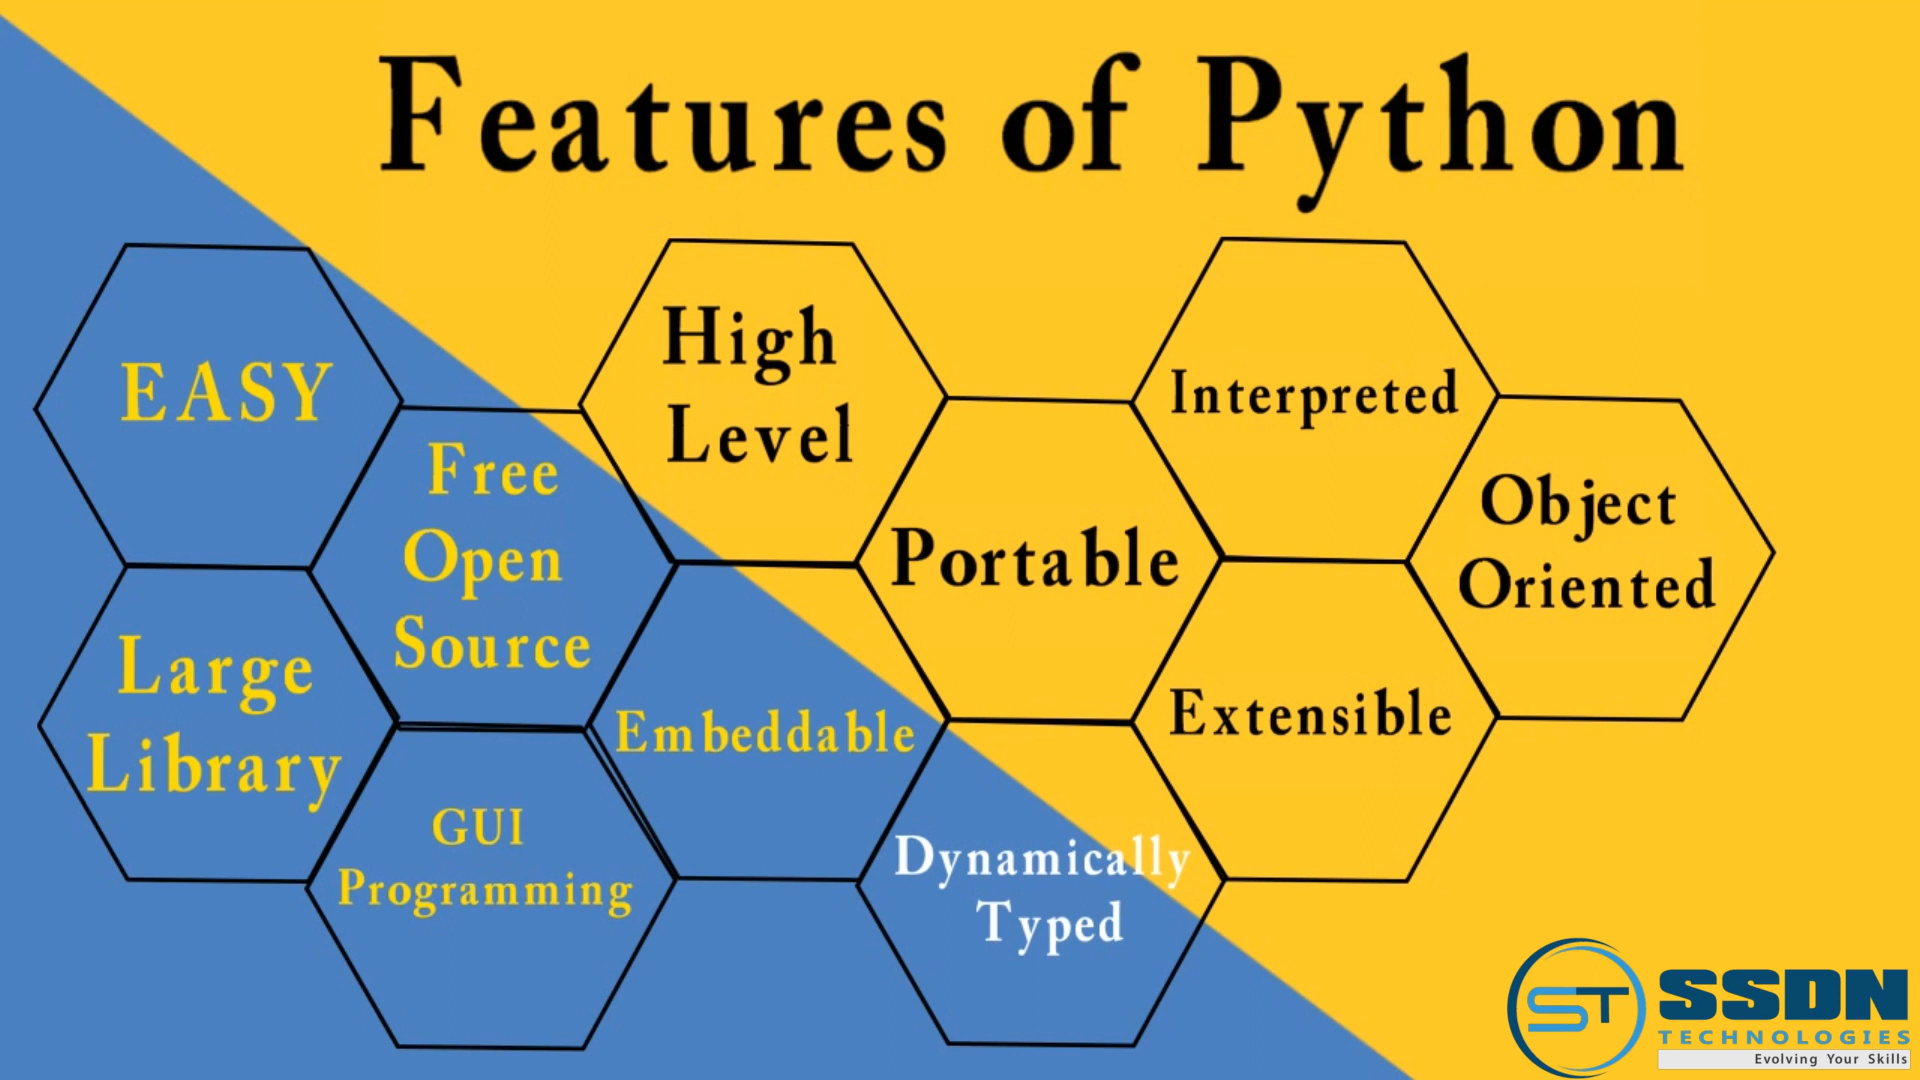 Features of Python
EASY
High
Level
Interpreted
Free
Open
Source
Portable
Object
Oriented
Large
Library
Embeddable
Extensible
GUI
Programming
Dynamically
Typed
ST
SSDN
TECHNOLOGIES
Evolving Your Skills